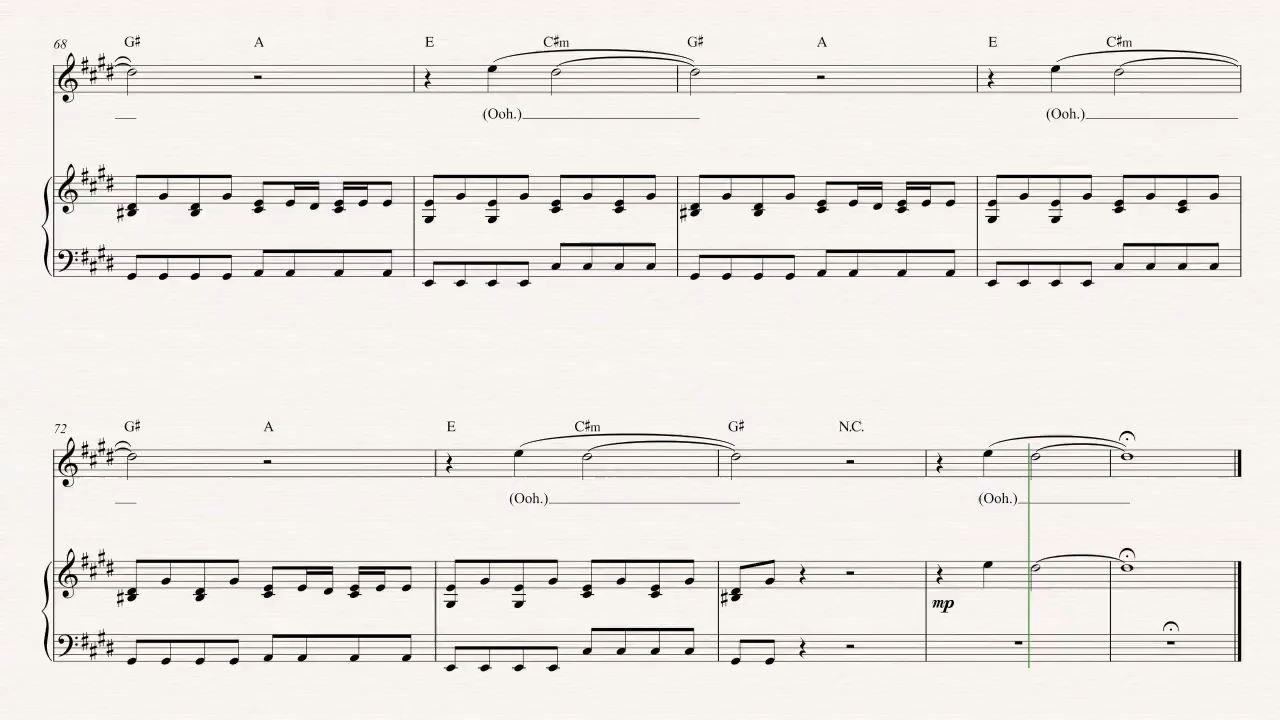 68 G♯ A E C♯m G♯ A E C♯m
(Ooh.) (Ooh.)
72 G♯ A E C♯m G♯ N.C.
(Ooh.) (Ooh.)
mp